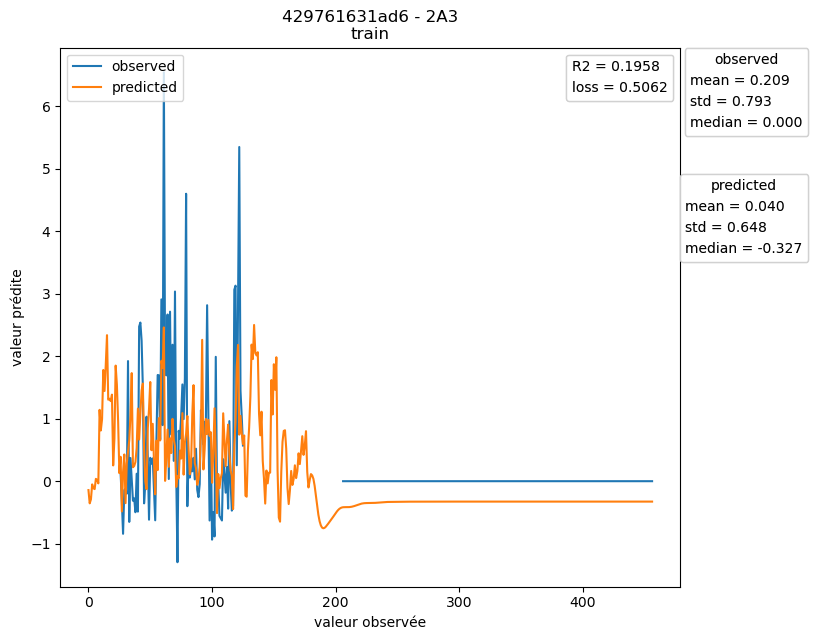 429761631ad6 - 2A3
train
observed
predicted
R2 = 0.1958
loss = 0.5062
observed
mean = 0.209
std = 0.793
median = 0.000
predicted
mean = 0.040
std = 0.648
median = -0.327
valeur prédite
6
5
4
3
2
1
0
−1
0
100
200
300
400
valeur observée